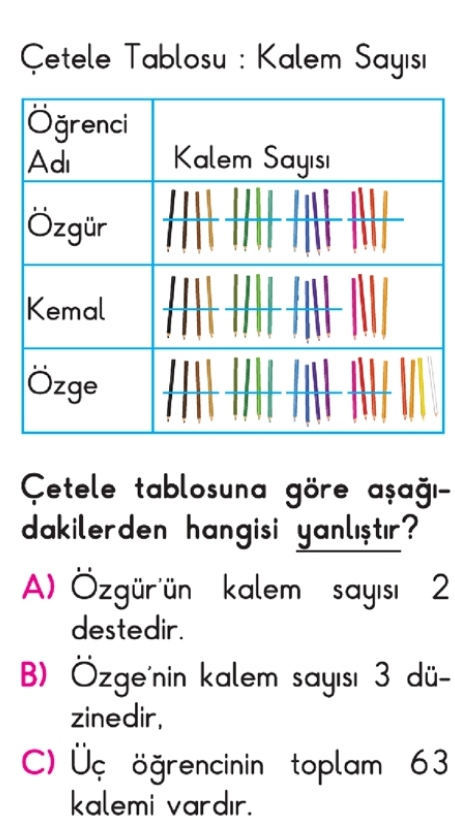 Çetele Tablosu : Kalem Sayısı
Öğrenci
Adı
Kalem Sayısı
Özgür
Kemal
Özge
Çetele tablosuna göre aşağı-
dakilerden hangisi yanlıştır?
A) Özgür'ün kalem sayısı 2
destedir.
B) Özge'nin kalem sayısı 3 dü-
zinedir,
C) Üç öğrencinin toplam 63
kalemi vardır.